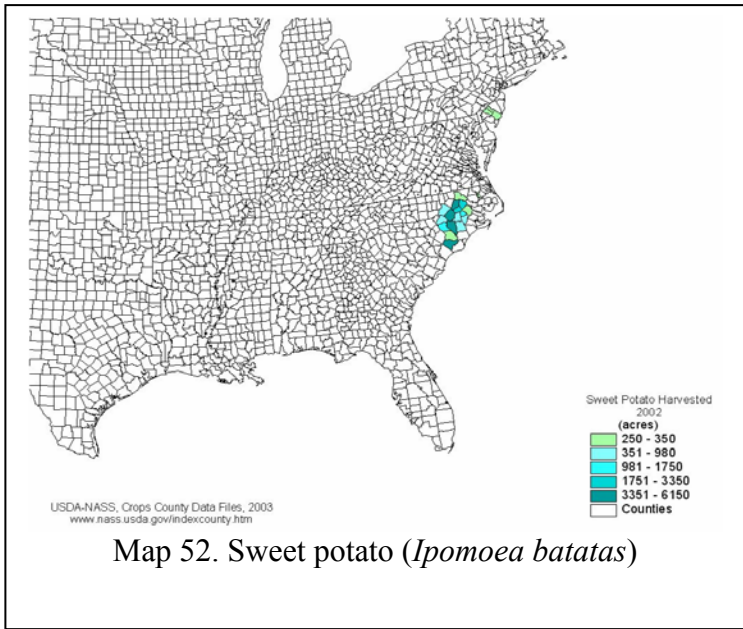 Sweet Potato Harvested
2002
(acres)
250 - 350
351 - 980
981 - 1750
1751 - 3350
3351 - 6150
Counties
USDA-NASS, Crops County Data Files, 2003
www.nass.usda.gov/indexcounty.htm
Map 52. Sweet potato (Ipomoea batatas)